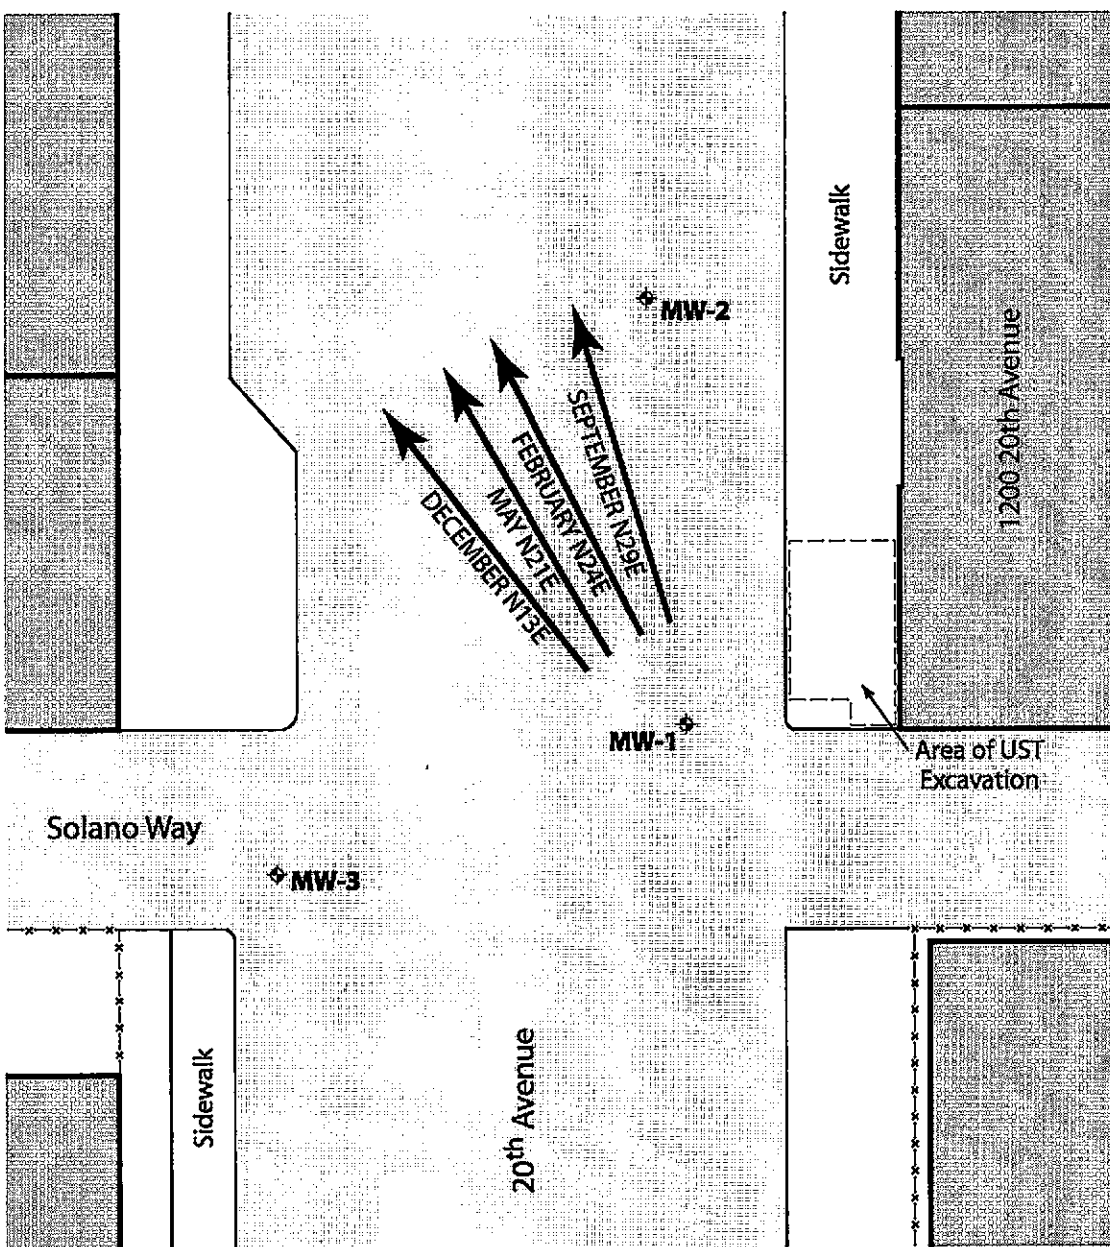 Sidewalk
MW-2
1200 20th Avenue
SEPTEMBER N29E
FEBRUARY N24E
MAY N21E
DECEMBER N13E
MW-1
Area of UST
Excavation
Solano Way
MW-3
Sidewalk
20th Avenue